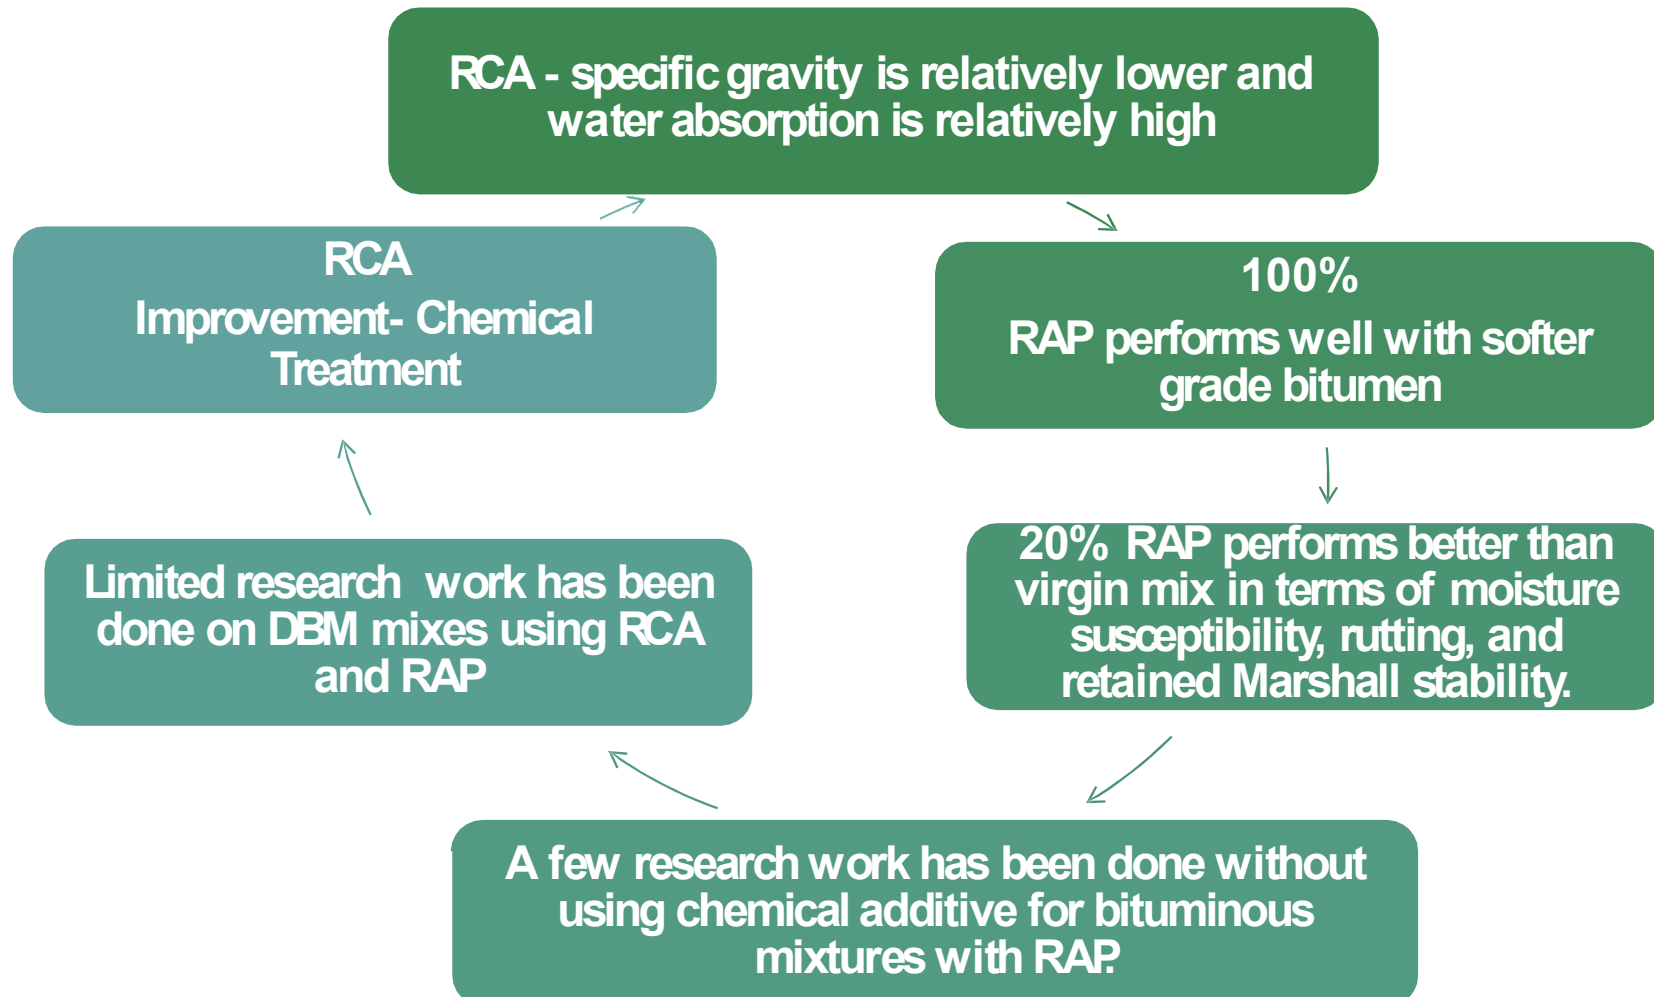 RCA - specific gravity is relatively lower and
water absorption is relatively high
100%
RAP performs well with softer
grade bitumen
20% RAP performs better than
virgin mix in terms of moisture
susceptibility, rutting, and
retained Marshall stability.
A few research work has been done without
using chemical additive for bituminous
mixtures with RAP.
Limited research work has been
done on DBM mixes using RCA
and RAP
RCA
Improvement- Chemical
Treatment